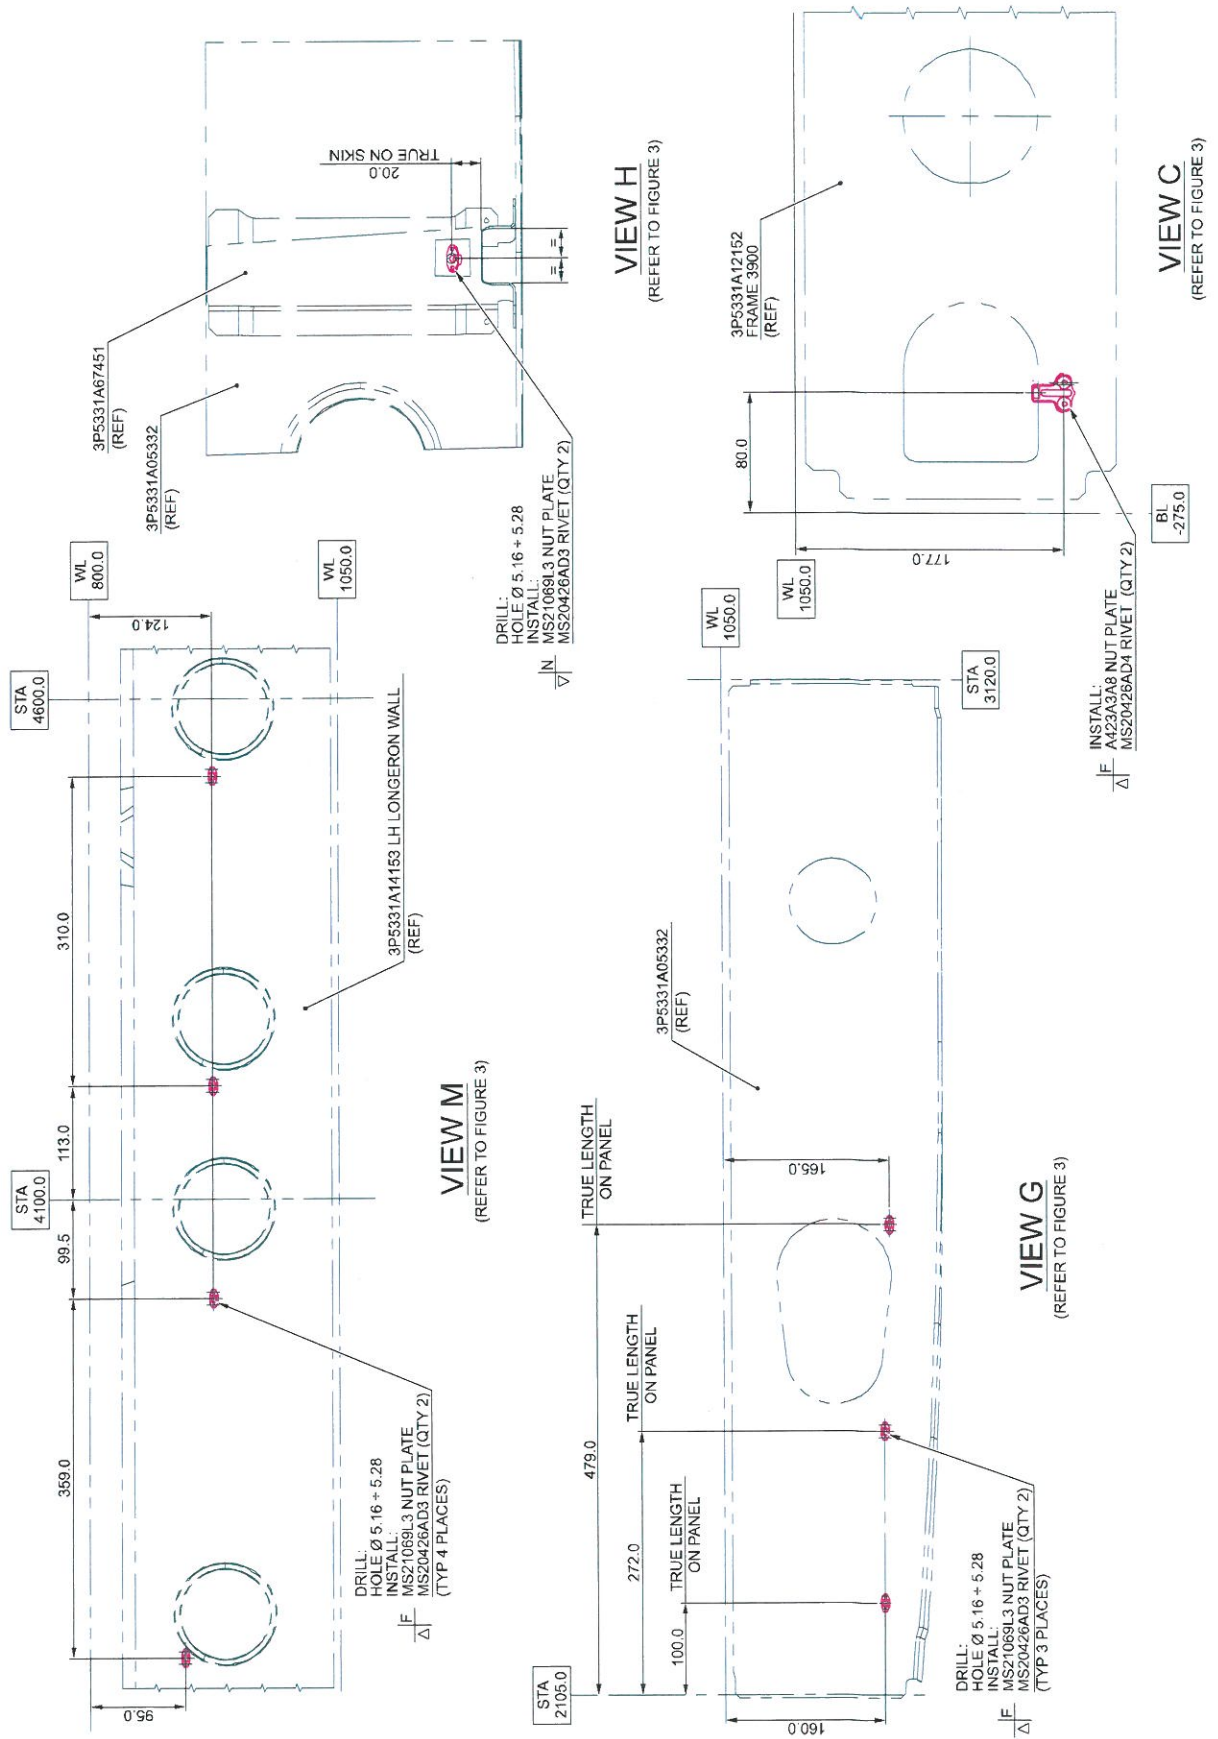 STA
4100.0
STA
4600.0
WL
800.0
WL
1050.0
359.0
99.5
113.0
310.0
124.0
95.0
3P5331A14153 LH LONGERON WALL
(REF)
DRILL:
HOLE Ø 5.16 ÷ 5.28
INSTALL:
MS21069L3 NUT PLATE
MS20426AD3 RIVET (QTY 2)
(TYP 4 PLACES)
F
VIEW M
(REFER TO FIGURE 3)
3P5331A67451
(REF)
3P5331A05332
(REF)
20.0
TRUE ON SKIN
=
=
DRILL:
HOLE Ø 5.16 ÷ 5.28
INSTALL:
MS21069L3 NUT PLATE
MS20426AD3 RIVET (QTY 2)
N
VIEW H
(REFER TO FIGURE 3)
STA
2105.0
WL
1050.0
STA
3120.0
479.0
TRUE LENGTH
ON PANEL
272.0
TRUE LENGTH
ON PANEL
100.0
TRUE LENGTH
ON PANEL
165.0
160.0
3P5331A05332
(REF)
DRILL:
HOLE Ø 5.16 ÷ 5.28
INSTALL:
MS21069L3 NUT PLATE
MS20426AD3 RIVET (QTY 2)
(TYP 3 PLACES)
F
VIEW G
(REFER TO FIGURE 3)
3P5331A12152
FRAME 3900
(REF)
80.0
177.0
WL
1050.0
BL
-275.0
INSTALL:
A423A3A8 NUT PLATE
MS20426AD4 RIVET (QTY 2)
F
VIEW C
(REFER TO FIGURE 3)